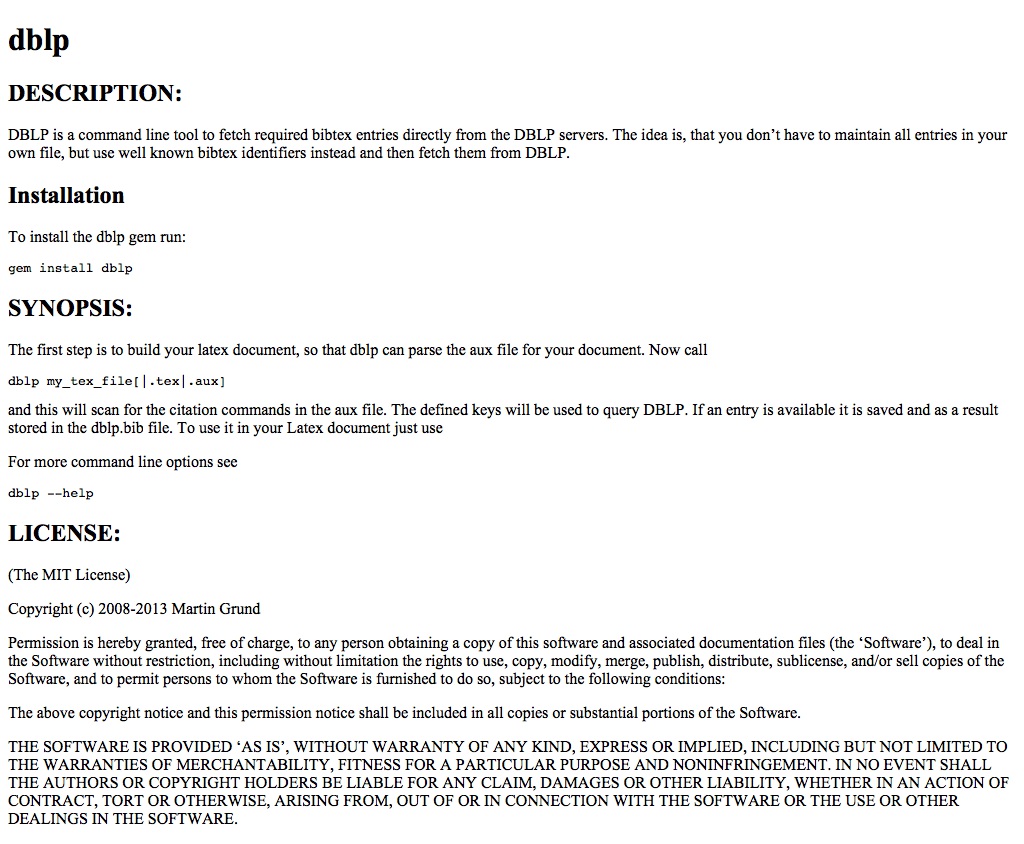 dblp
DESCRIPTION:
DBLP is a command line tool to fetch required bibtex entries directly from the DBLP servers. The idea is, that you don’t have to maintain all entries in your
own file, but use well known bibtex identifiers instead and then fetch them from DBLP.
Installation
To install the dblp gem run:
gem install dblp
SYNOPSIS:
The first step is to build your latex document, so that dblp can parse the aux file for your document. Now call
dblp my_tex_file[|.tex|.aux]
and this will scan for the citation commands in the aux file. The defined keys will be used to query DBLP. If an entry is available it is saved and as a result
stored in the dblp.bib file. To use it in your Latex document just use
For more command line options see
dblp --help
LICENSE:
(The MIT License)
Copyright (c) 2008-2013 Martin Grund
Permission is hereby granted, free of charge, to any person obtaining a copy of this software and associated documentation files (the ‘Software’), to deal in
the Software without restriction, including without limitation the rights to use, copy, modify, merge, publish, distribute, sublicense, and/or sell copies of the
Software, and to permit persons to whom the Software is furnished to do so, subject to the following conditions:
The above copyright notice and this permission notice shall be included in all copies or substantial portions of the Software.
THE SOFTWARE IS PROVIDED ‘AS IS’, WITHOUT WARRANTY OF ANY KIND, EXPRESS OR IMPLIED, INCLUDING BUT NOT LIMITED TO
THE WARRANTIES OF MERCHANTABILITY, FITNESS FOR A PARTICULAR PURPOSE AND NONINFRINGEMENT. IN NO EVENT SHALL
THE AUTHORS OR COPYRIGHT HOLDERS BE LIABLE FOR ANY CLAIM, DAMAGES OR OTHER LIABILITY, WHETHER IN AN ACTION OF
CONTRACT, TORT OR OTHERWISE, ARISING FROM, OUT OF OR IN CONNECTION WITH THE SOFTWARE OR THE USE OR OTHER
DEALINGS IN THE SOFTWARE.